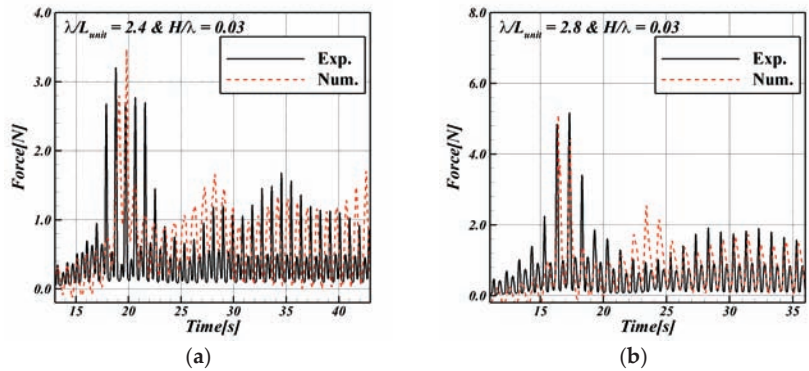 λ/L_unit = 2.4 & H/λ = 0.03
Exp.
Num.
4.0
3.0
2.0
1.0
0.0
Force[N]
15 20 25 30 35 40
Time[s]
(a)
λ/L_unit = 2.8 & H/λ = 0.03
Exp.
Num.
8.0
6.0
4.0
2.0
0.0
Force[N]
15 20 25 30 35
Time[s]
(b)